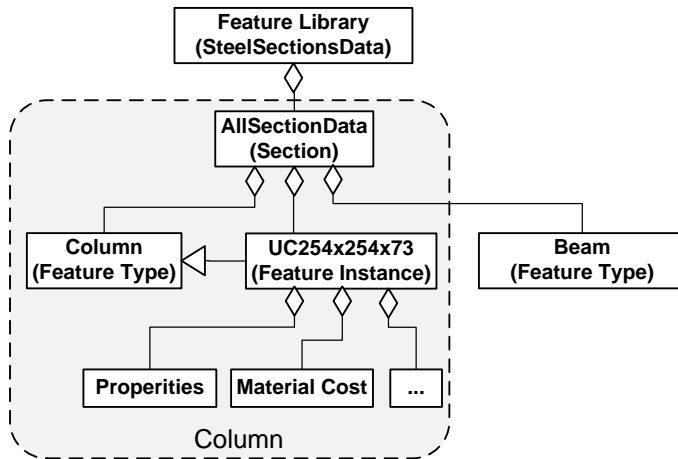 Feature Library
(SteelSectionsData)
AllSectionData
(Section)
Column
(Feature Type)
UC254x254x73
(Feature Instance)
Beam
(Feature Type)
Properities
Material Cost
...
Column